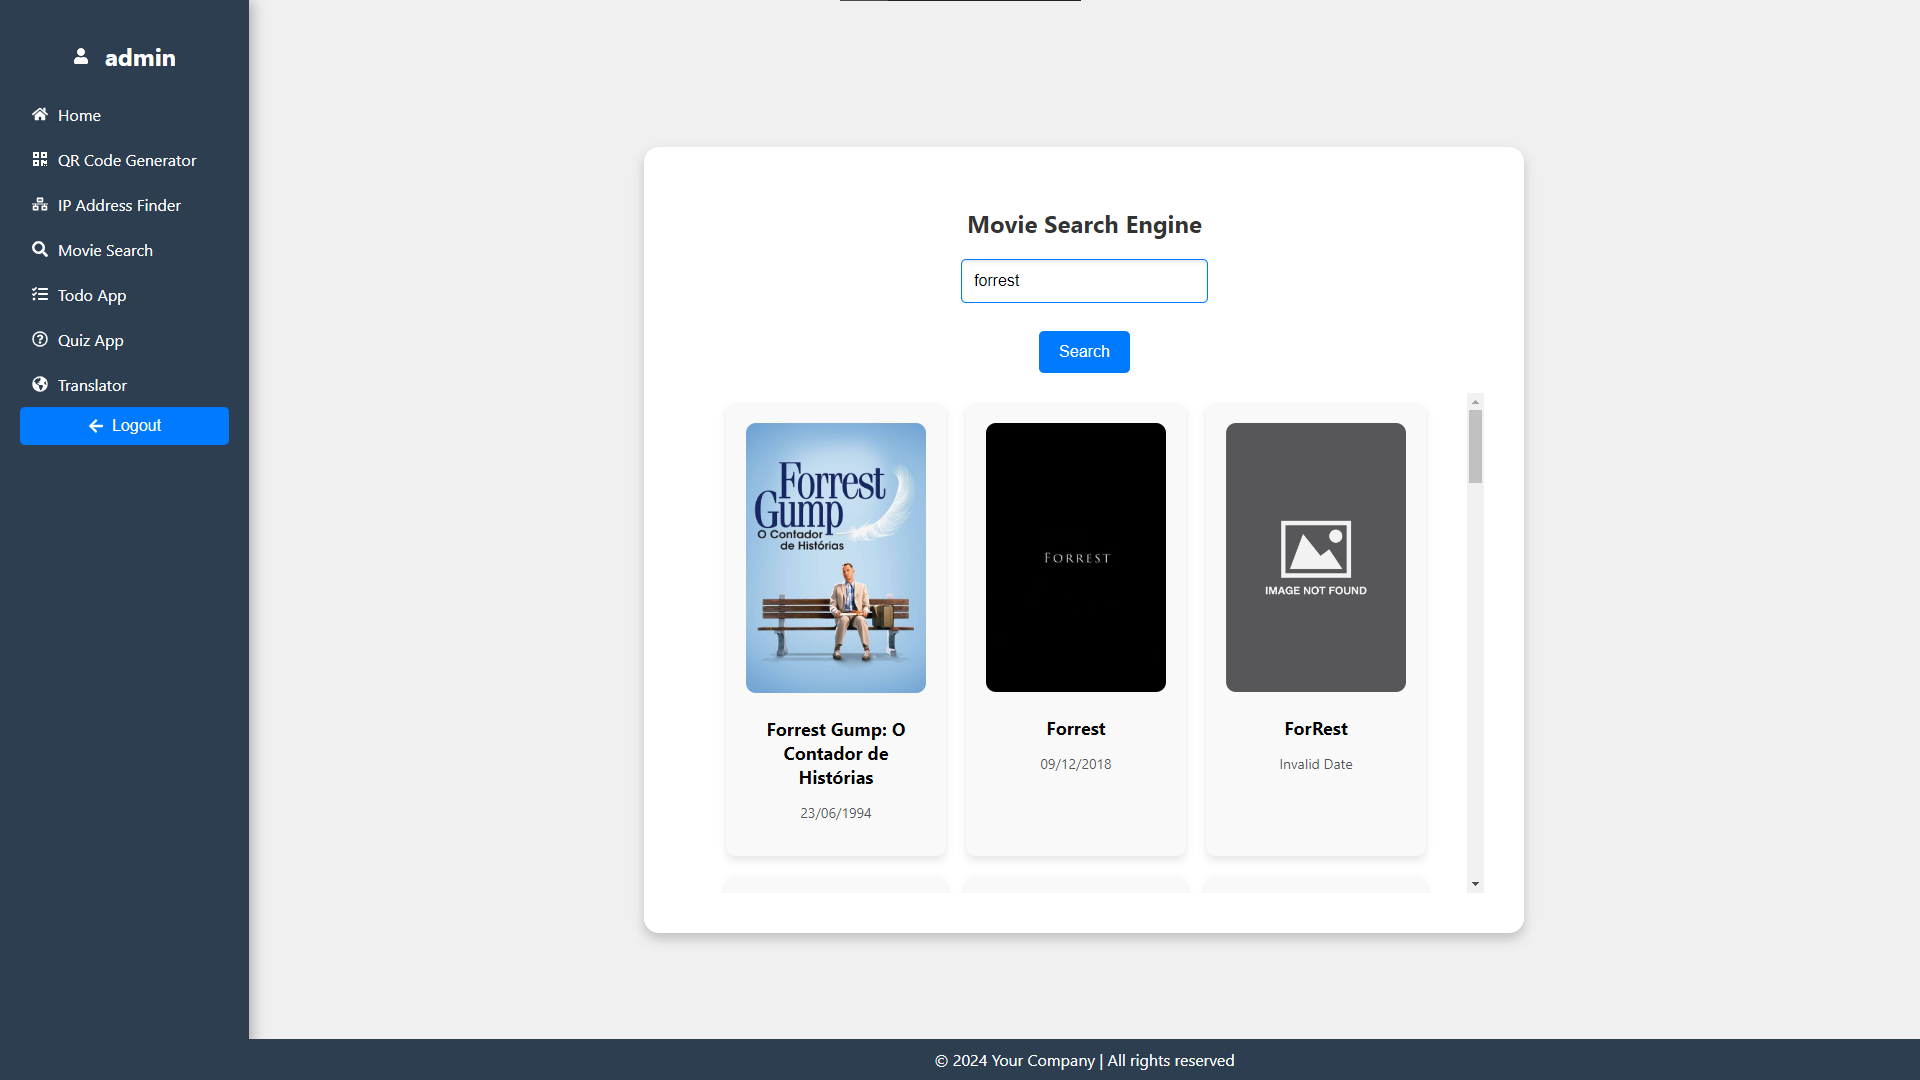 admin
Home
QR Code Generator
IP Address Finder
Movie Search
Todo App
Quiz App
Translator
Logout
Movie Search Engine
forrest
Search
Forrest
Gump
O Contador
de Histórias
Forrest Gump: O
Contador de
Histórias
23/06/1994
FORREST
Forrest
09/12/2018
IMAGE NOT FOUND
ForRest
Invalid Date
© 2024 Your Company | All rights reserved